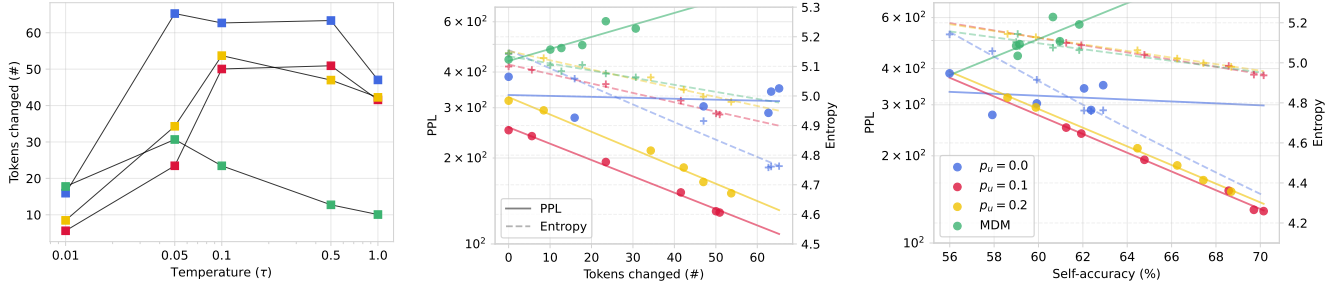 60
50
40
30
20
10
Tokens changed (#)
0.01 0.05 0.1 0.5 1.0
Temperature (τ)
6 × 10²
4 × 10²
3 × 10²
2 × 10²
10²
PPL
5.3
5.2
5.1
5.0
4.9
4.8
4.7
4.6
4.5
Entropy
PPL
Entropy
0 10 20 30 40 50 60
Tokens changed (#)
6 × 10²
4 × 10²
3 × 10²
2 × 10²
10²
PPL
5.2
5.0
4.8
4.6
4.4
4.2
Entropy
pᵤ = 0.0
pᵤ = 0.1
pᵤ = 0.2
MDM
56 58 60 62 64 66 68 70
Self-accuracy (%)